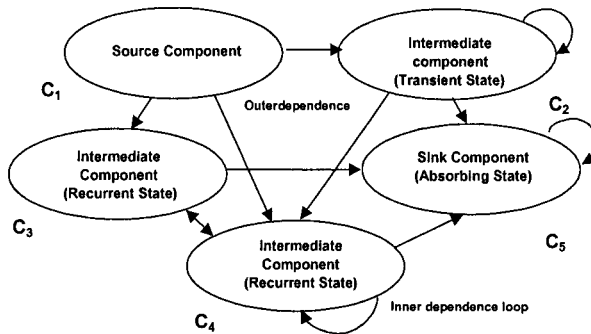 Source Component
Intermediate
component
(Transient State)
C1
Outerdependence
C2
Intermediate
Component
(Recurrent State)
Sink Component
(Absorbing State)
C3
C5
Intermediate
Component
(Recurrent State)
Inner dependence loop
C4